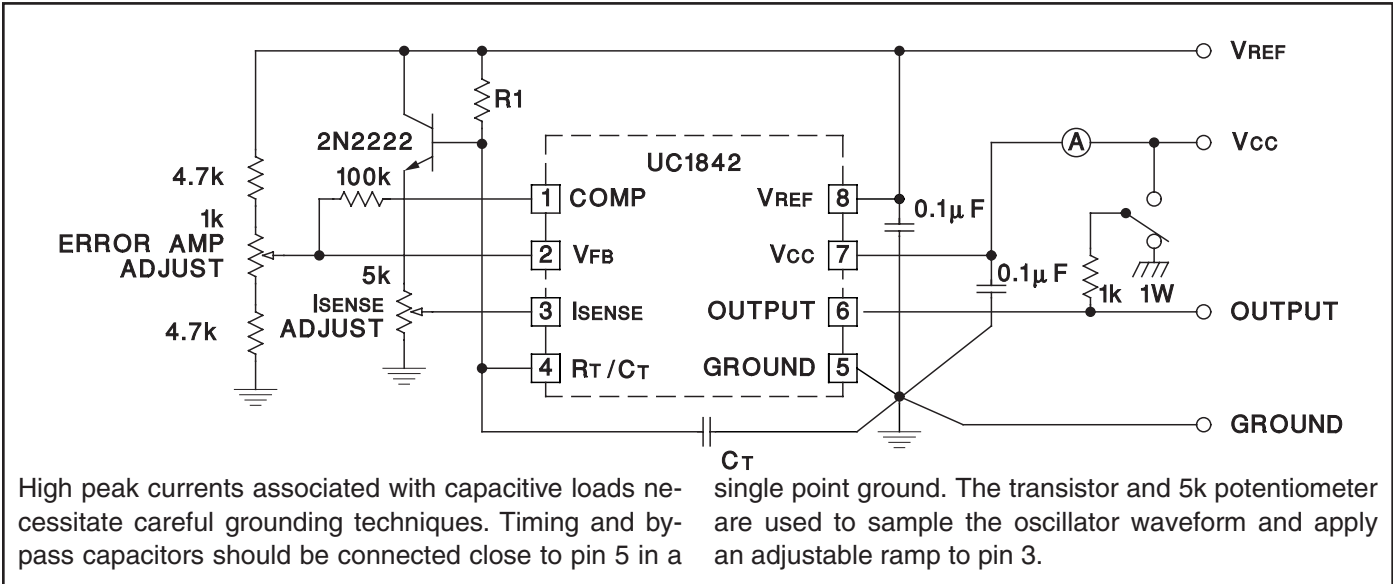 VREF
R1
2N2222
VCC
UC1842
4.7k
100k
1 COMP
VREF 8
0.1µF
1k
ERROR AMP
ADJUST
2 VFB
VCC 7
A
5k
0.1µF
1k 1W
ISENSE
ADJUST
3 ISENSE
OUTPUT 6
OUTPUT
4.7k
4 RT/CT
GROUND 5
GROUND
CT
High peak currents associated with capacitive loads ne-
cessitate careful grounding techniques. Timing and by-
pass capacitors should be connected close to pin 5 in a
single point ground. The transistor and 5k potentiometer
are used to sample the oscillator waveform and apply
an adjustable ramp to pin 3.